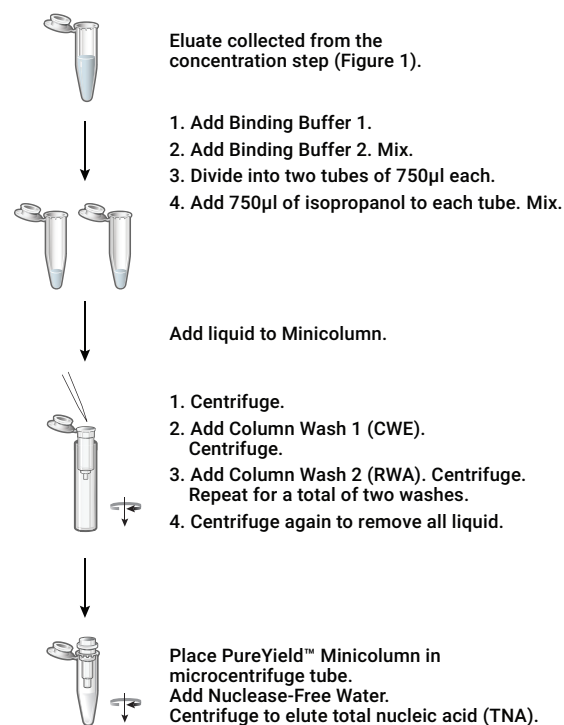 Eluate collected from the
concentration step (Figure 1).
1. Add Binding Buffer 1.
2. Add Binding Buffer 2. Mix.
3. Divide into two tubes of 750µl each.
4. Add 750µl of isopropanol to each tube. Mix.
Add liquid to Minicolumn.
1. Centrifuge.
2. Add Column Wash 1 (CWE).
Centrifuge.
3. Add Column Wash 2 (RWA). Centrifuge.
Repeat for a total of two washes.
4. Centrifuge again to remove all liquid.
Place PureYield™ Minicolumn in
microcentrifuge tube.
Add Nuclease-Free Water.
Centrifuge to elute total nucleic acid (TNA).